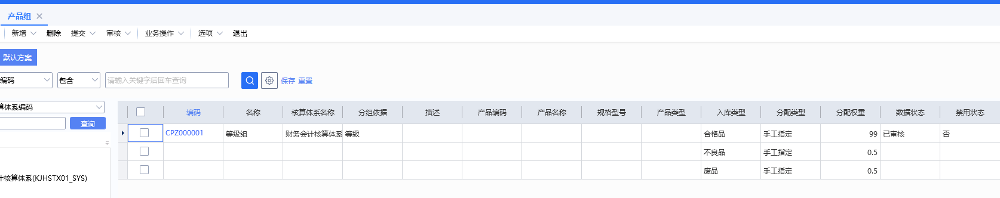 产品组
新增 删除 提交 审核 业务操作 选项 退出
默认方案
编码 包含 请输入关键字后回车查询 保存 重置
算体系编码
查询
编码 名称 核算体系名称 分组依据 描述 产品编码 产品名称 规格型号 产品类型 入库类型 分配类型 分配权重 数据状态 禁用状态
CPZ000001 等级组 财务会计核算体系 等级 合格品 手工指定 99 已审核 否
不良品 手工指定 0.5
废品 手工指定 0.5
计核算体系(KJHSTX01_SYS)